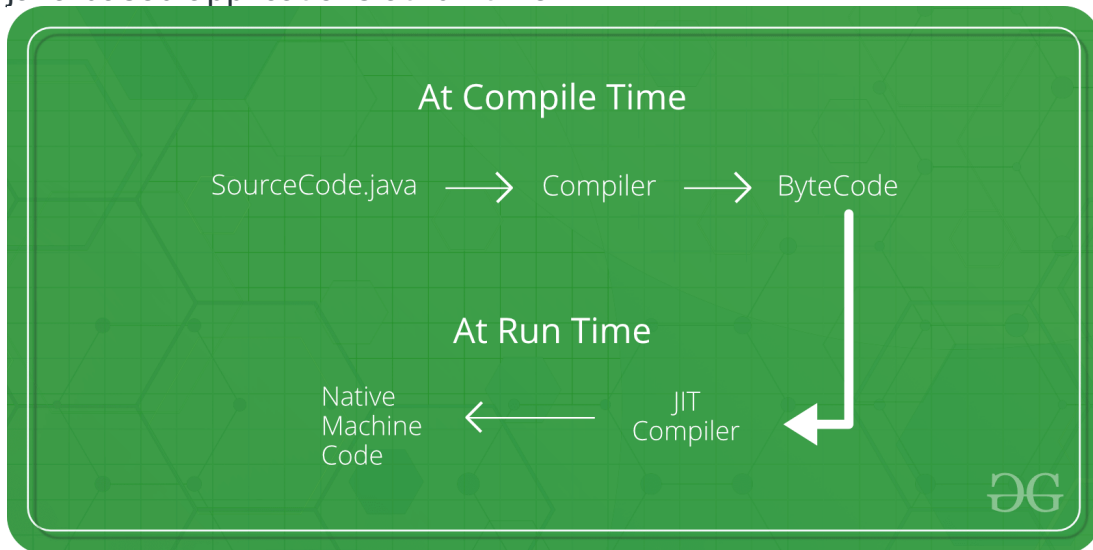 At Compile Time
SourceCode.java Compiler ByteCode
At Run Time
Native
Machine
Code
JIT
Compiler